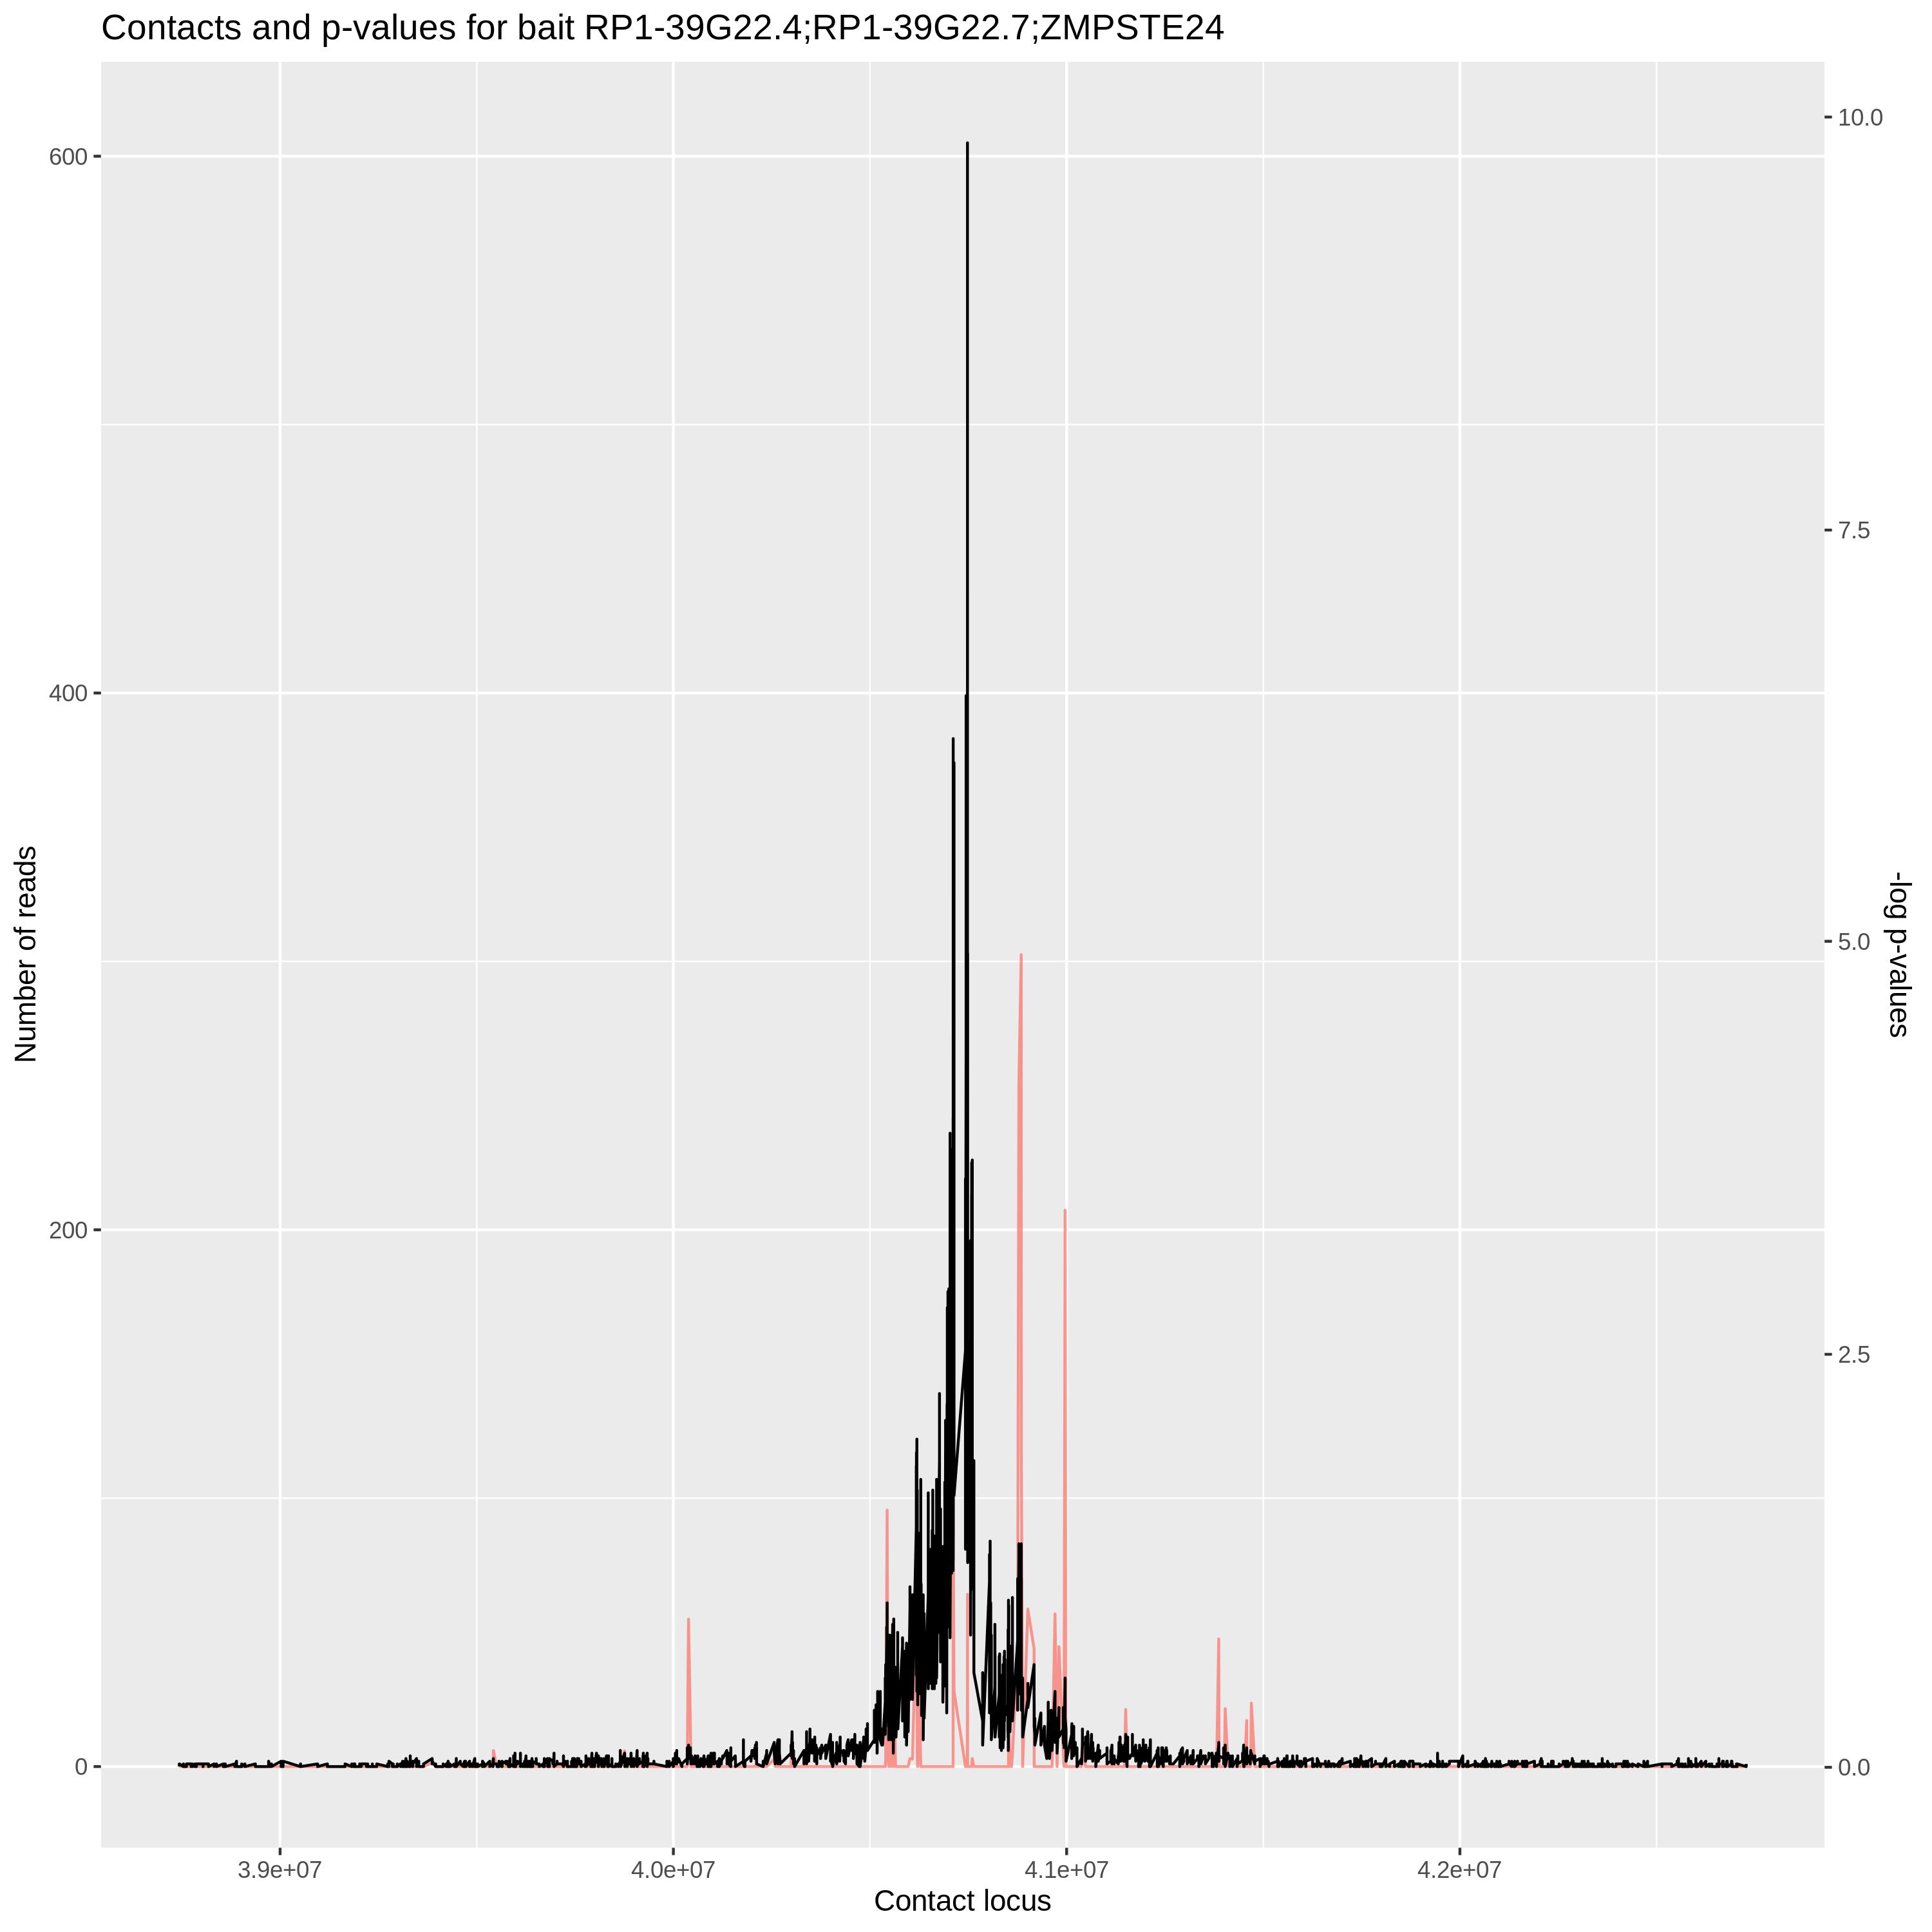 Contacts and p-values for bait RP1-39G22.4;RP1-39G22.7;ZMPSTE24
600
400
200
0
Number of reads
10.0
7.5
5.0
2.5
0.0
-log p-values
3.9e+07
4.0e+07
4.1e+07
4.2e+07
Contact locus